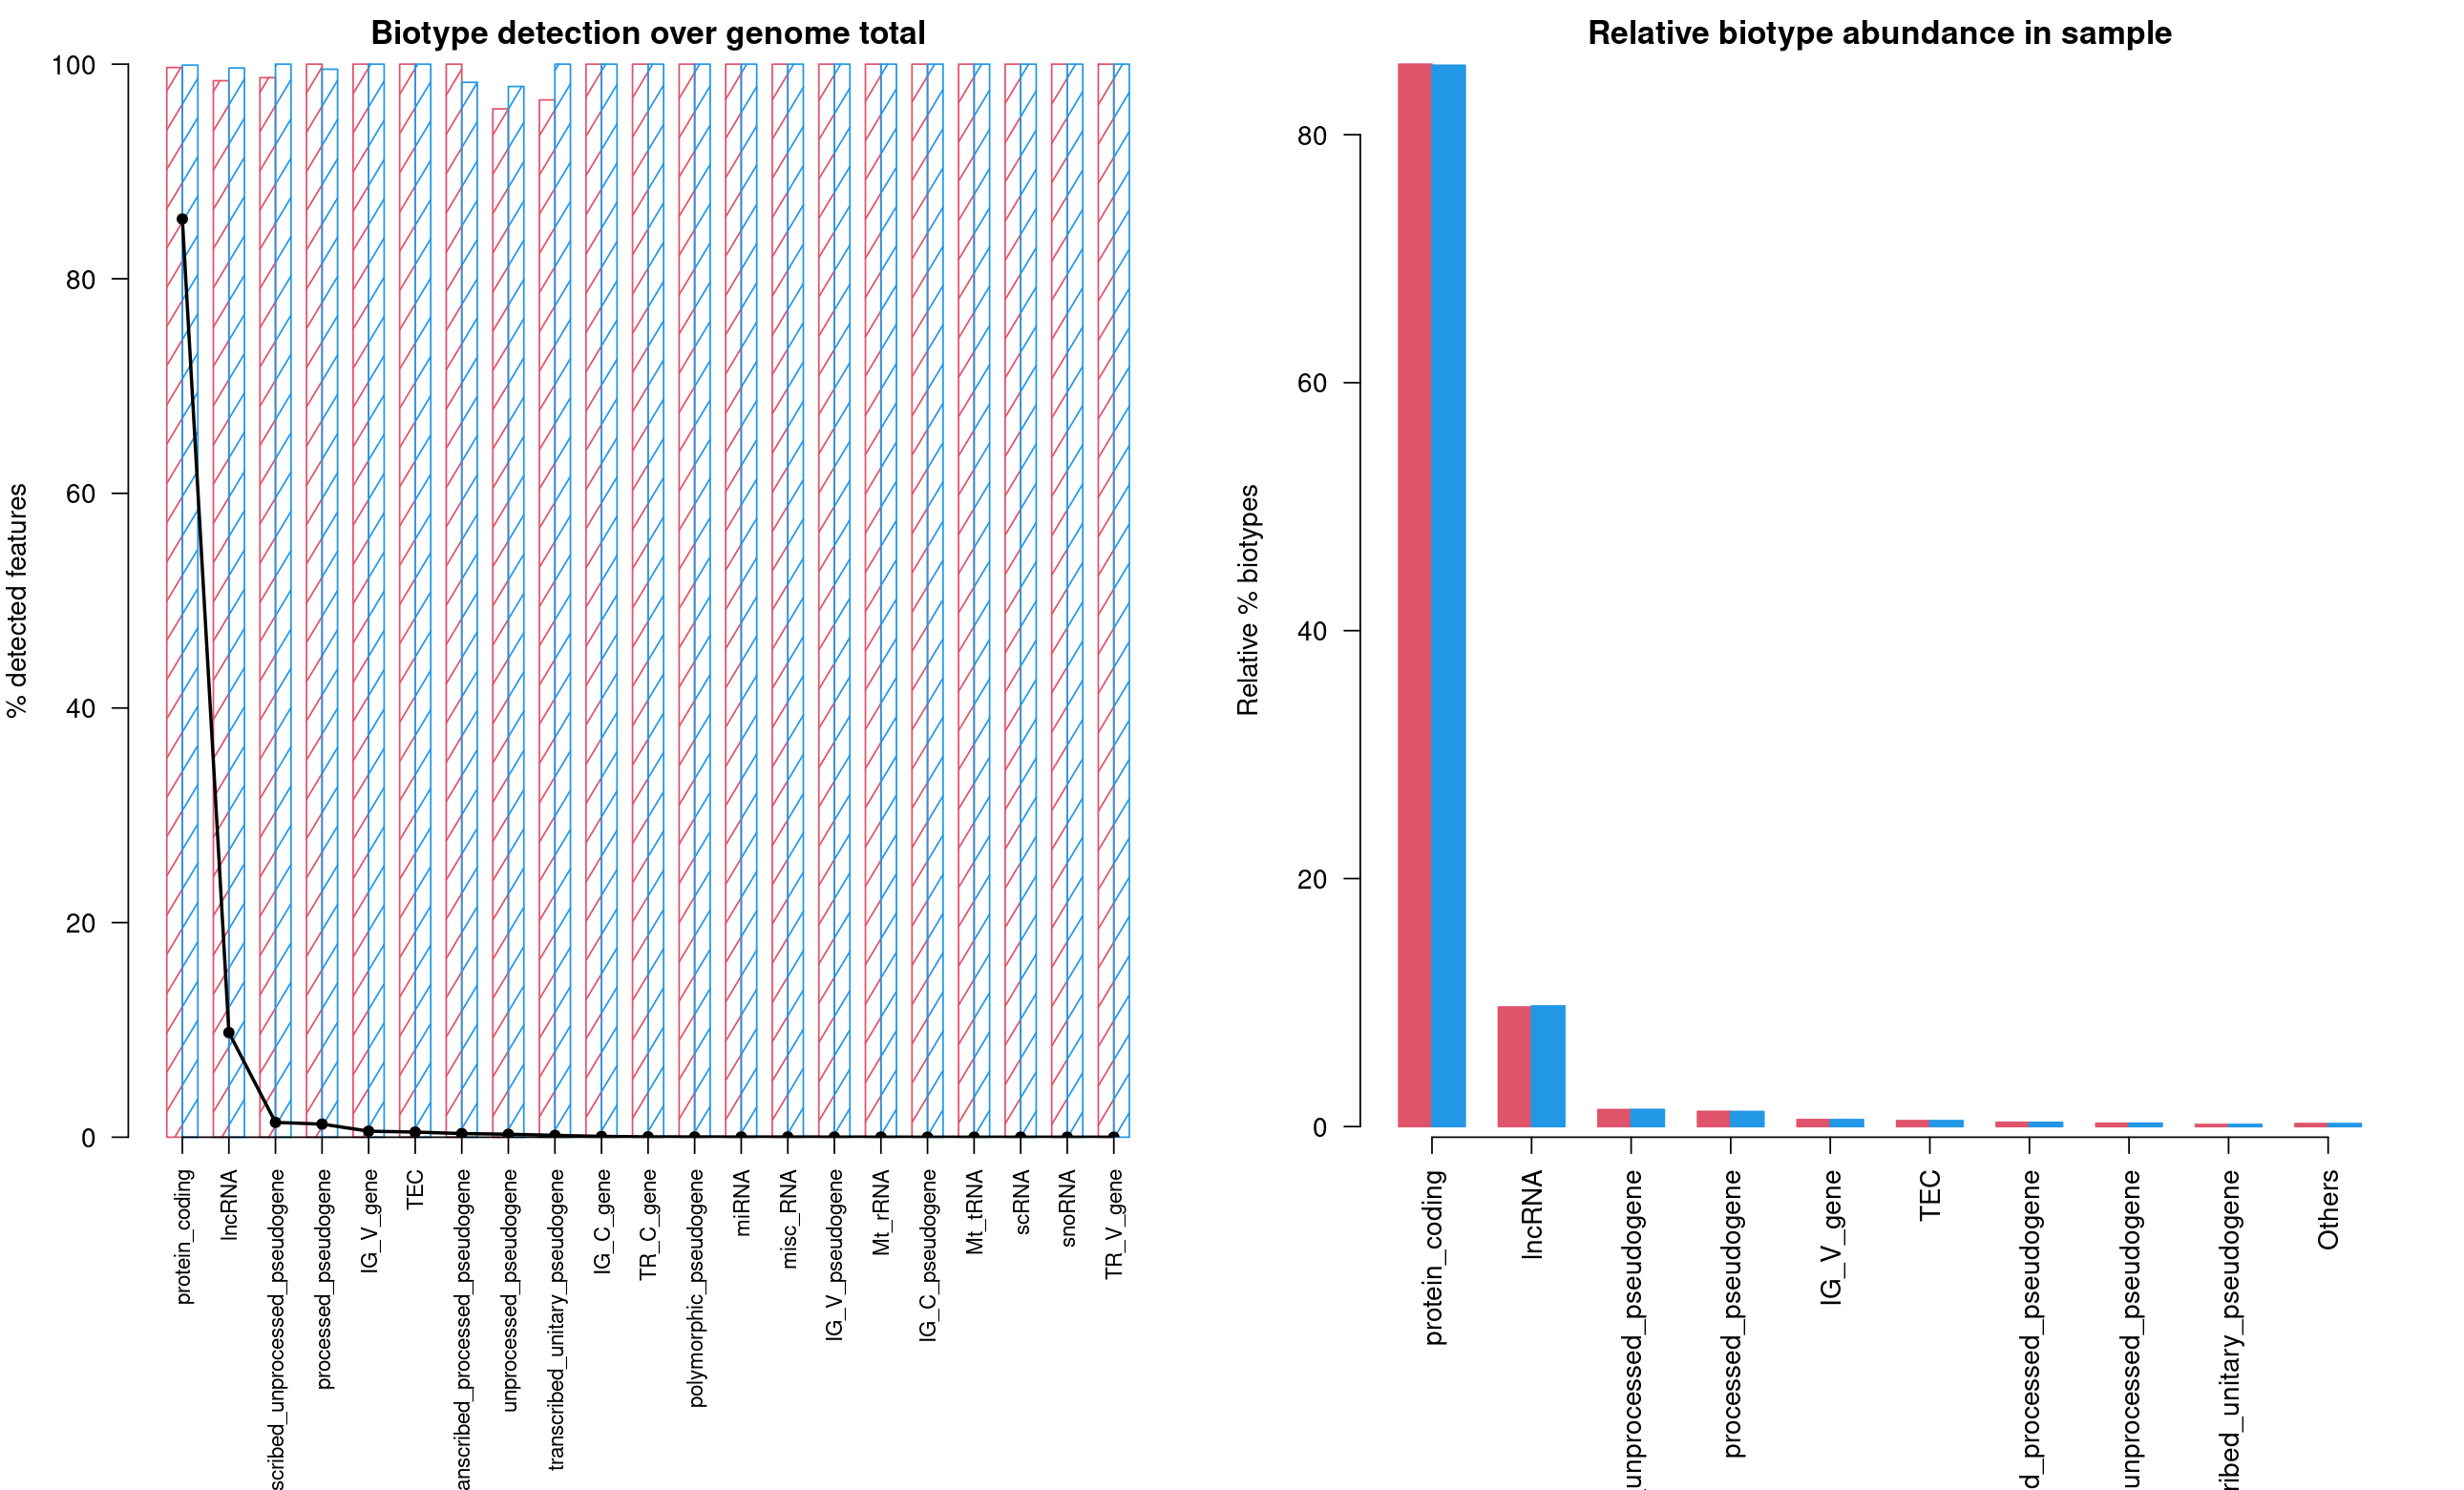 Biotype detection over genome total
% detected features
100
80
60
40
20
0
protein_coding
lncRNA
scribed_unprocessed_pseudogene
processed_pseudogene
IG_V_gene
TEC
anscribed_processed_pseudogene
unprocessed_pseudogene
transcribed_unitary_pseudogene
IG_C_gene
TR_C_gene
polymorphic_pseudogene
miRNA
misc_RNA
IG_V_pseudogene
Mt_rRNA
IG_C_pseudogene
Mt_tRNA
scRNA
snoRNA
TR_V_gene
Relative biotype abundance in sample
Relative % biotypes
80
60
40
20
0
protein_coding
lncRNA
_unprocessed_pseudogene
processed_pseudogene
IG_V_gene
TEC
d_processed_pseudogene
unprocessed_pseudogene
ribed_unitary_pseudogene
Others